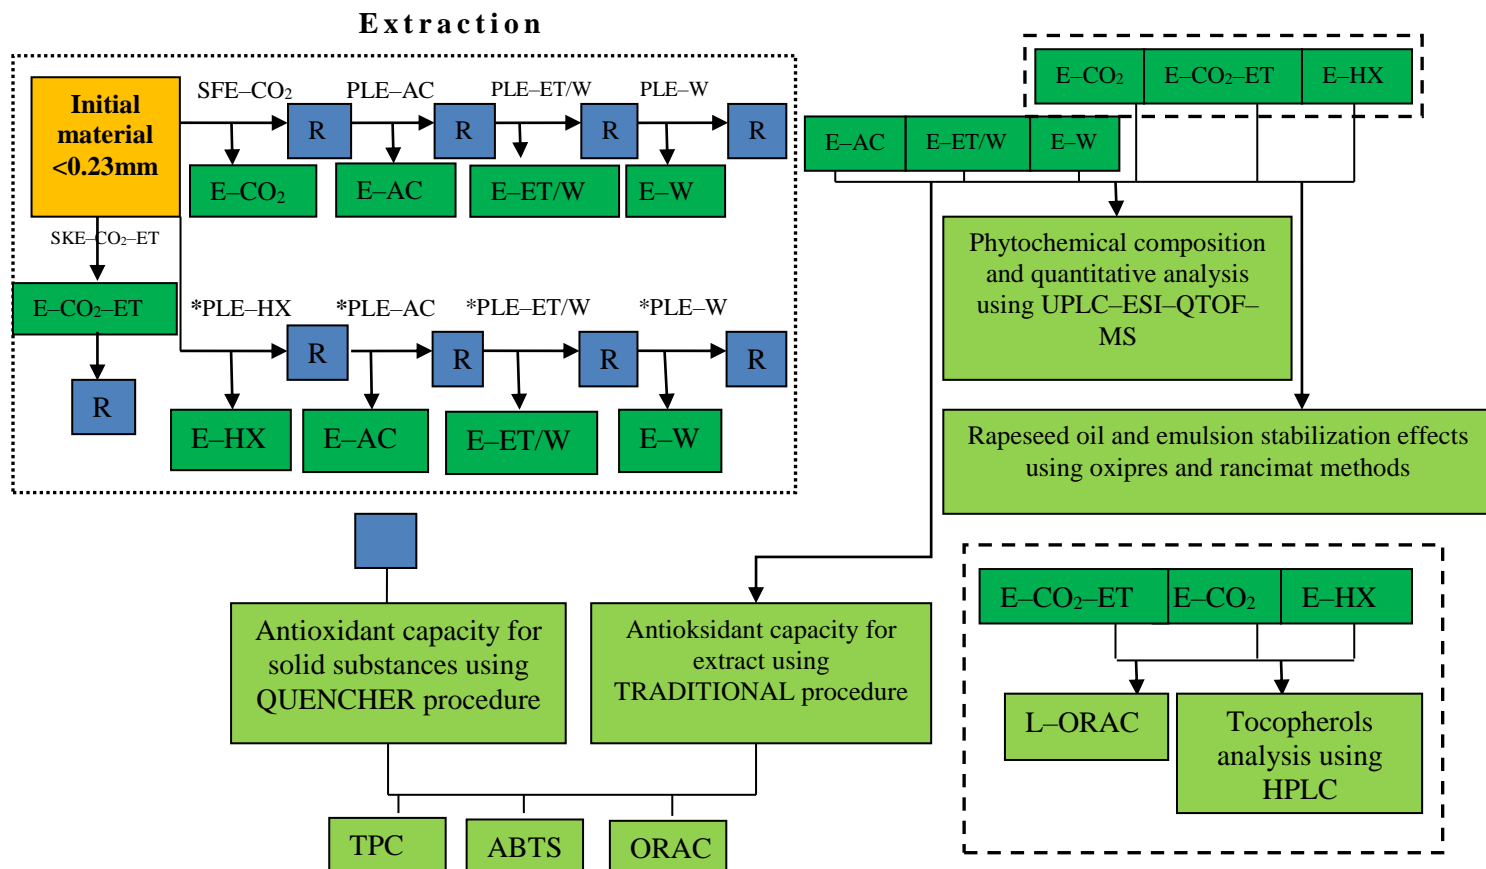 Extraction
Initial
material
<0.23mm
SFE–CO₂
PLE–AC
PLE–ET/W
PLE–W
R
R
R
R
E–CO₂
E–AC
E–ET/W
E–W
SKE–CO₂–ET
E–CO₂–ET
R
*PLE–HX
*PLE–AC
*PLE–ET/W
*PLE–W
R
R
R
R
E–HX
E–AC
E–ET/W
E–W
E–CO₂
E–CO₂–ET
E–HX
E–AC
E–ET/W
E–W
Phytochemical composition
and quantitative analysis
using UPLC–ESI–QTOF–
MS
Rapeseed oil and emulsion stabilization effects
using oxipres and rancimat methods
Antioxidant capacity for
solid substances using
QUENCHER procedure
Antioksidant capacity for
extract using
TRADITIONAL procedure
TPC
ABTS
ORAC
E–CO₂–ET
E–CO₂
E–HX
L–ORAC
Tocopherols
analysis using
HPLC